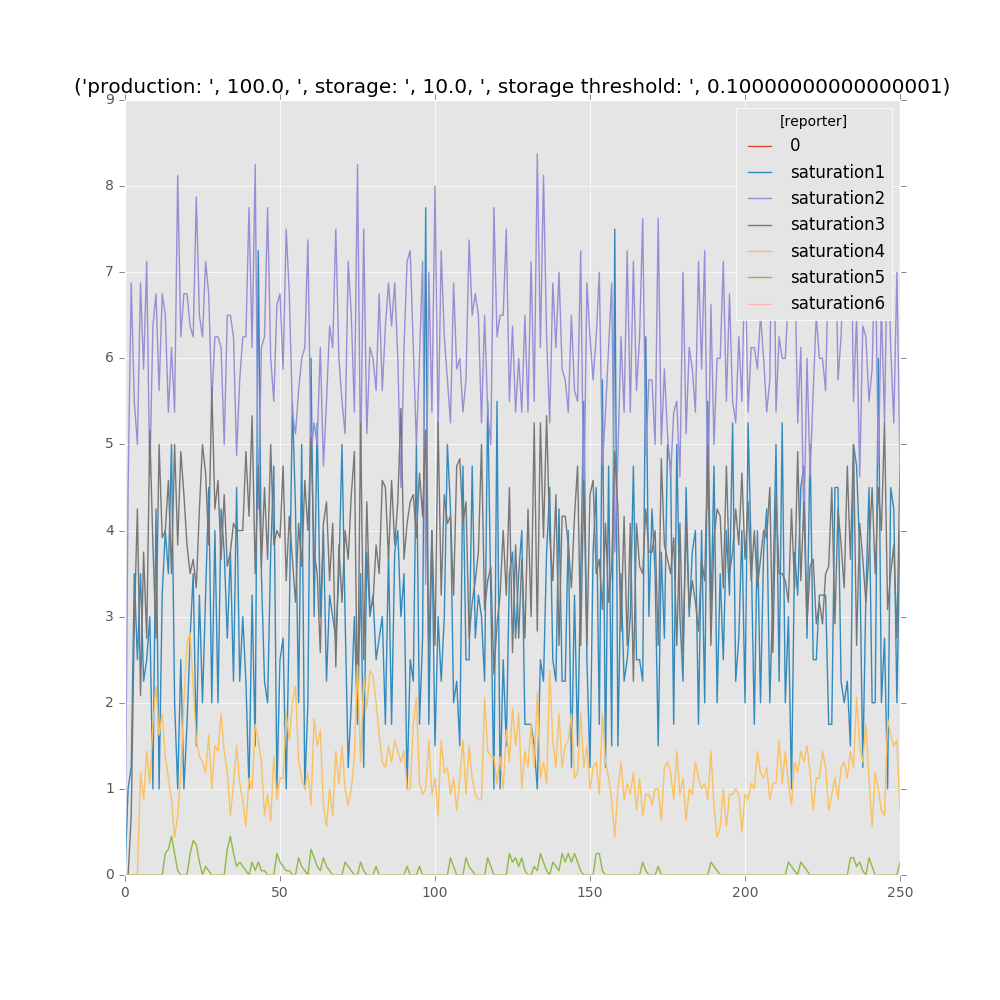 ('production: ', 100.0, ', storage: ', 10.0, ', storage threshold: ', 0.10000000000000001)
[reporter]
0
saturation1
saturation2
saturation3
saturation4
saturation5
saturation6
9
8
7
6
5
4
3
2
1
0
0 50 100 150 200 250